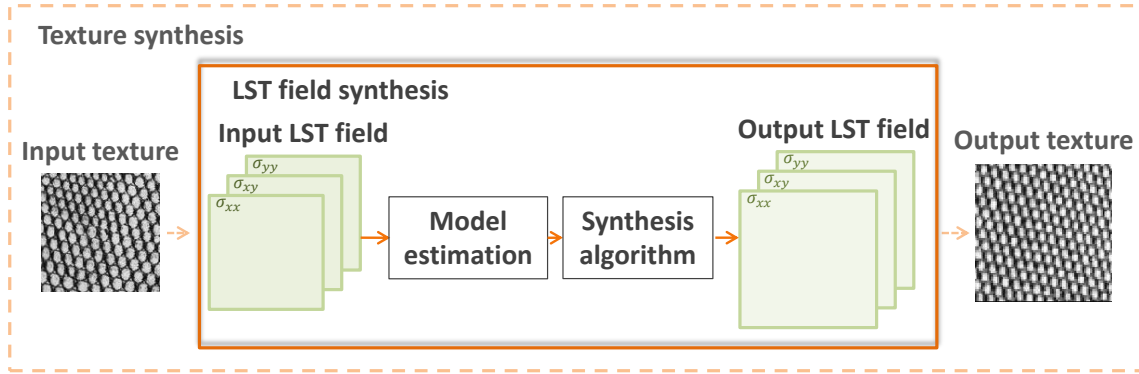 Texture synthesis
LST field synthesis
Input LST field
Output LST field
Input texture
Output texture
σyy
σxy
σxx
Model
estimation
Synthesis
algorithm
σyy
σxy
σxx